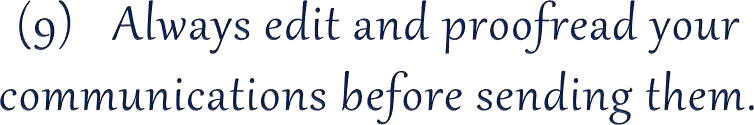 (9) Always edit and proofread your
communications before sending them.